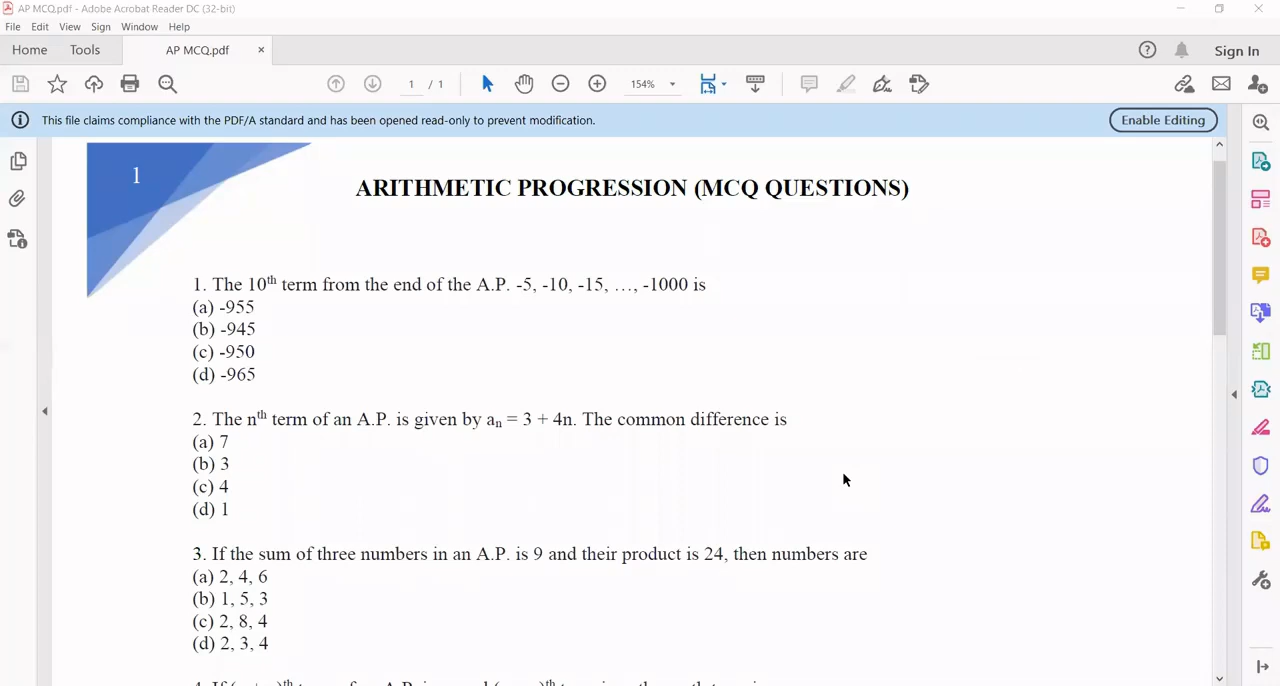 AP MCQ.pdf - Adobe Acrobat Reader DC (32-bit)
File Edit View Sign Window Help
Home Tools AP MCQ.pdf × Sign In
1 / 1 154%
This file claims compliance with the PDF/A standard and has been opened read-only to prevent modification. Enable Editing
1
ARITHMETIC PROGRESSION (MCQ QUESTIONS)
1. The 10th term from the end of the A.P. -5, -10, -15, …, -1000 is
(a) -955
(b) -945
(c) -950
(d) -965
2. The nth term of an A.P. is given by an = 3 + 4n. The common difference is
(a) 7
(b) 3
(c) 4
(d) 1
3. If the sum of three numbers in an A.P. is 9 and their product is 24, then numbers are
(a) 2, 4, 6
(b) 1, 5, 3
(c) 2, 8, 4
(d) 2, 3, 4